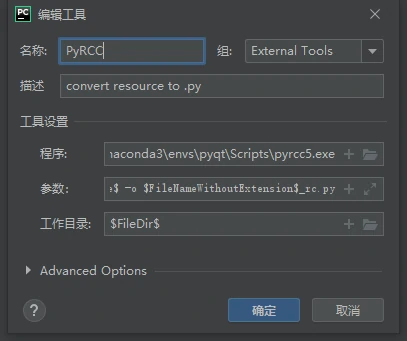 PC 编辑工具
名称: PyRCC 组: External Tools
描述 convert resource to .py
工具设置
程序: naconda3\envs\pyqt\Scripts\pyrcc5.exe
参数: e$ -o $FileNameWithoutExtension$_rc.py
工作目录: $FileDir$
Advanced Options
? 确定 取消